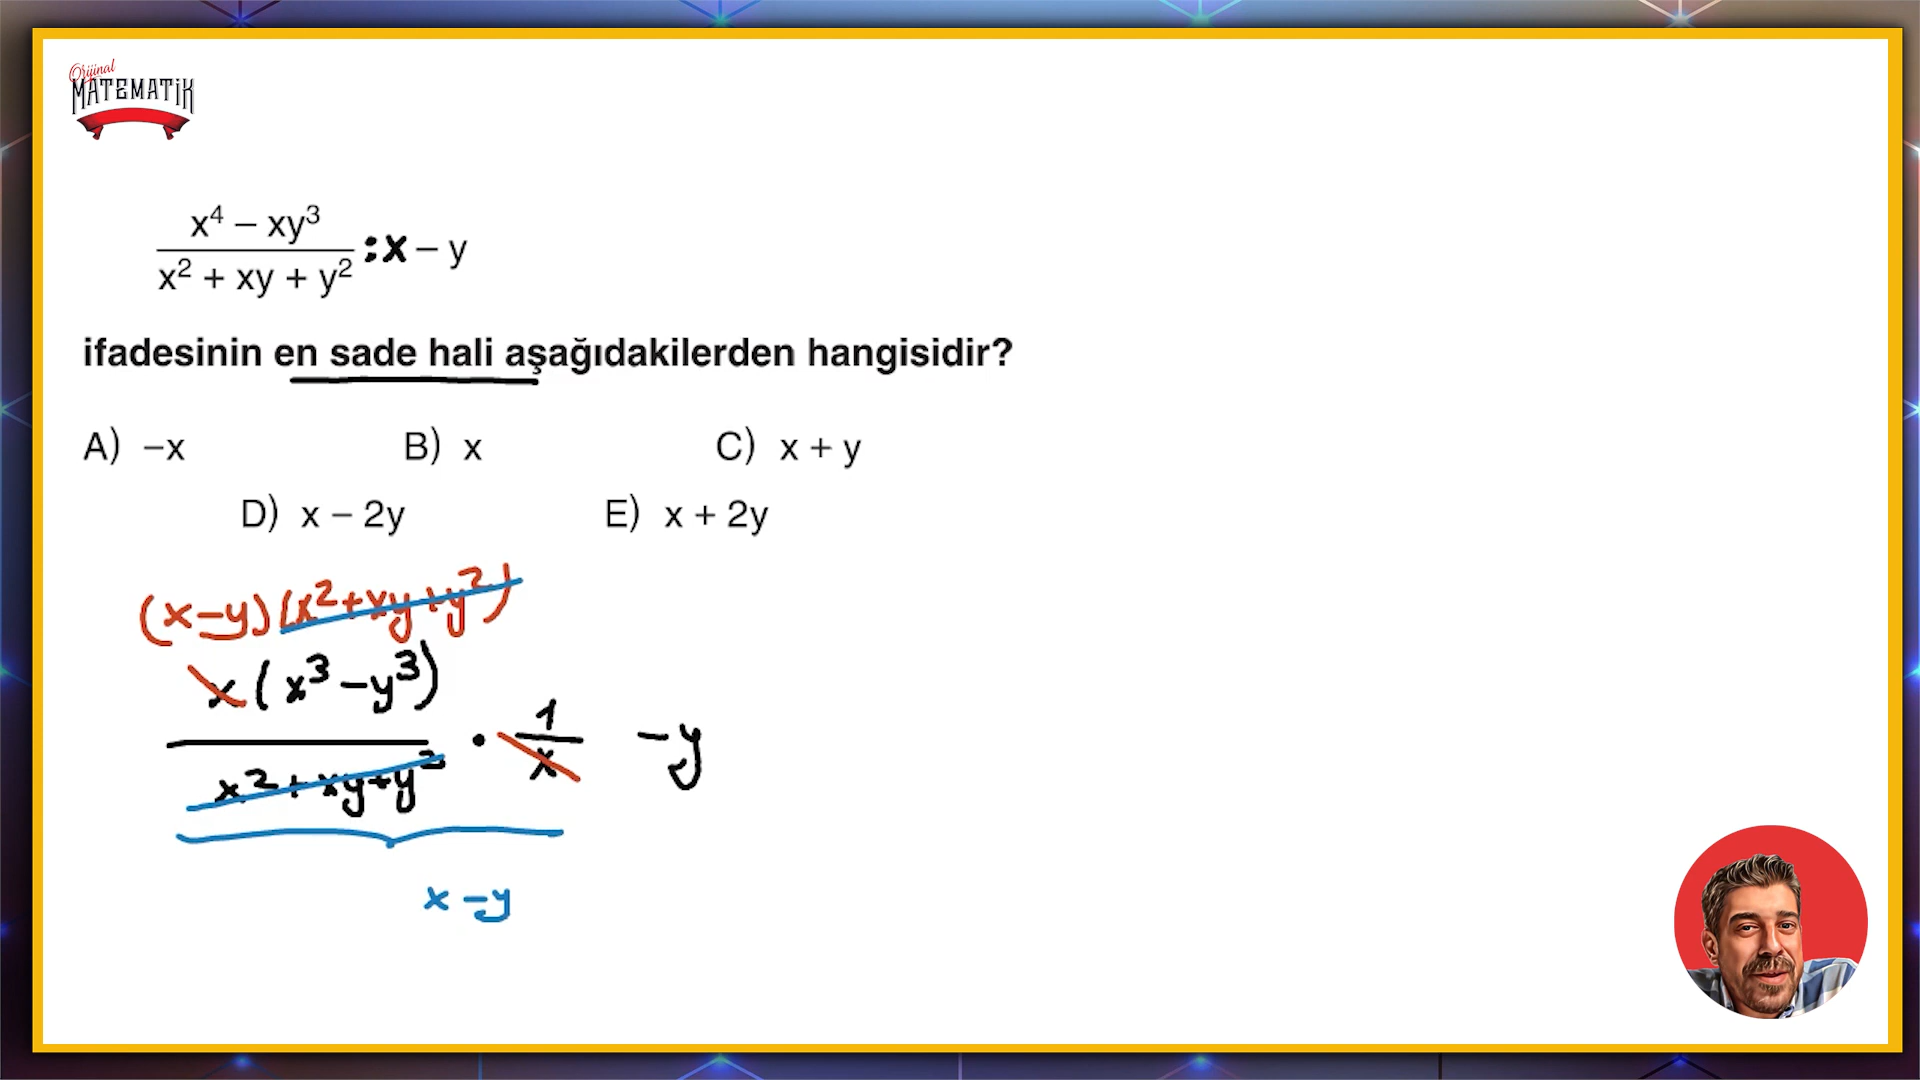 Orijinal
MATEMATİK
x⁴ – xy³
x² + xy + y²
:x – y
ifadesinin en sade hali aşağıdakilerden hangisidir?
A) –x B) x C) x + y
D) x – 2y E) x + 2y
(x–y)(x²+xy+y²)
x(x³–y³)
x²+xy+y²
· 1/x –y
x–y